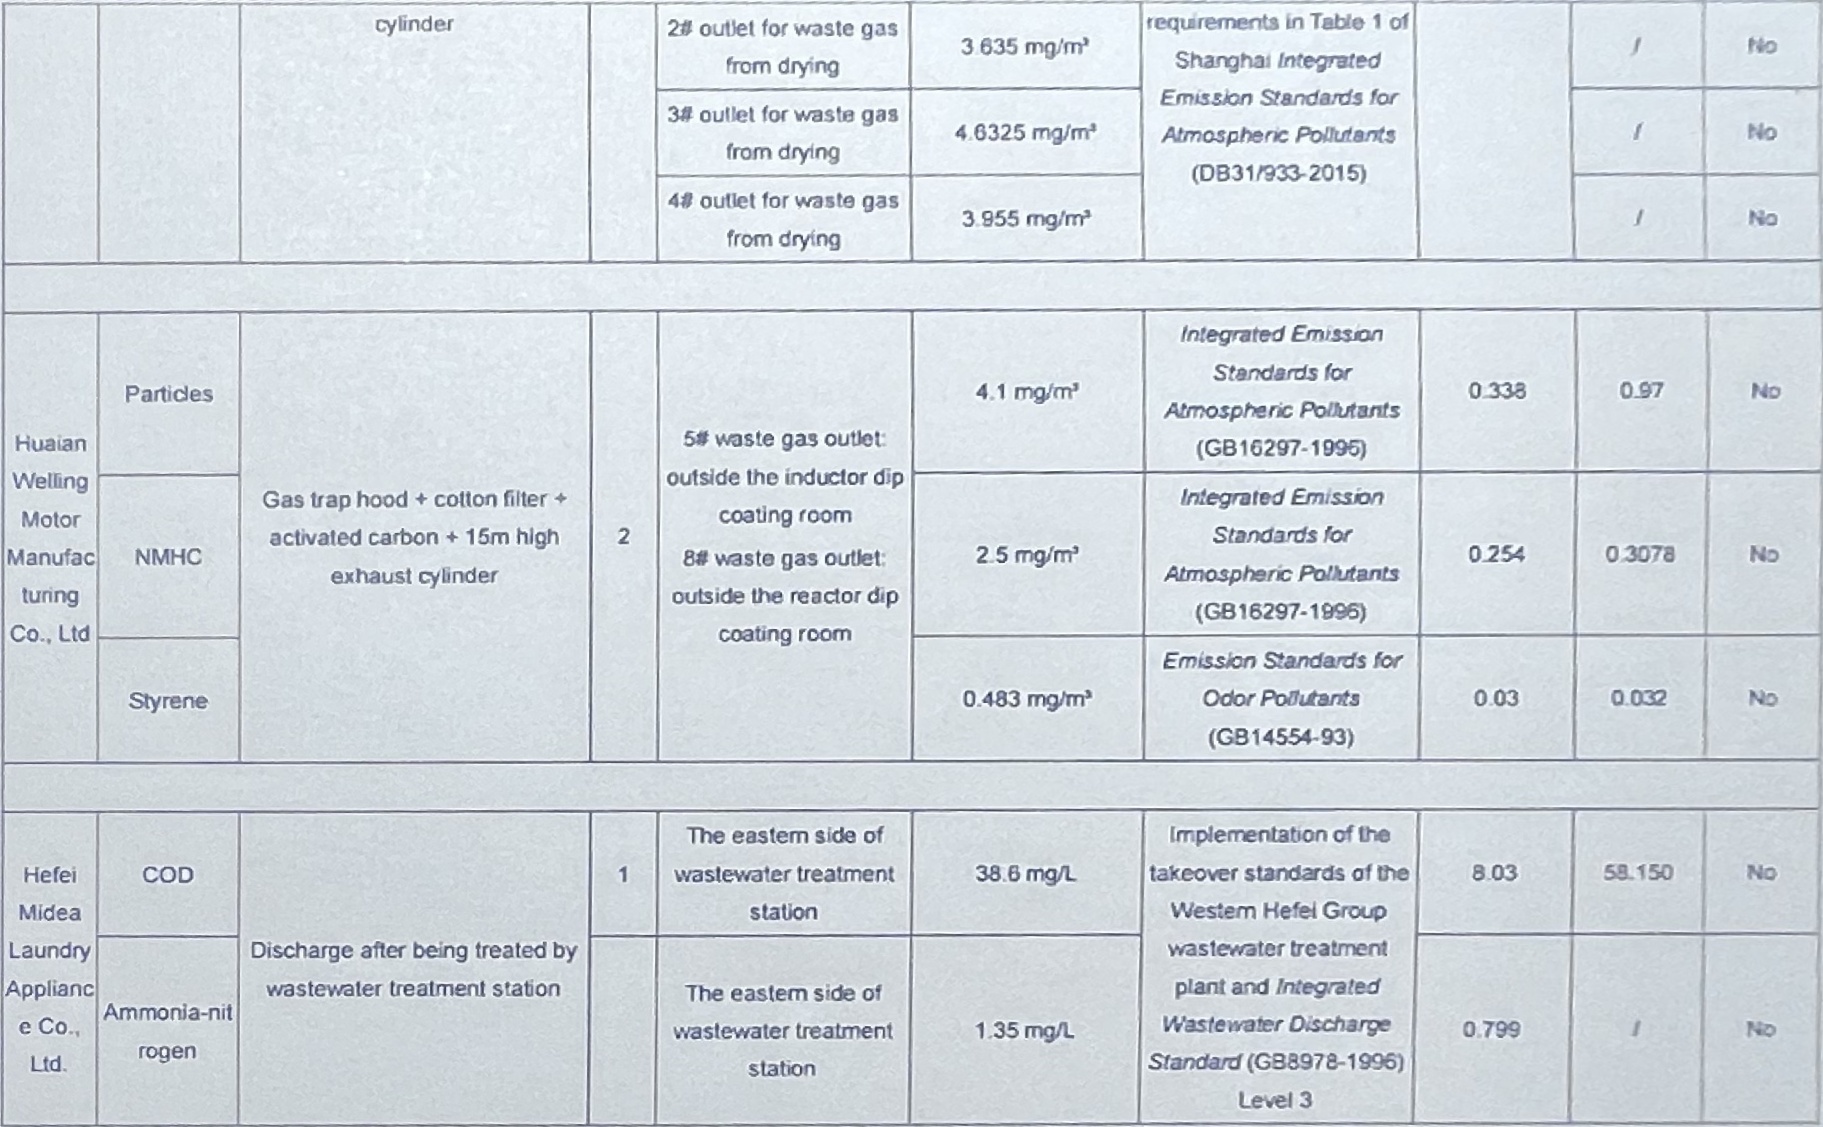 cylinder
2# outlet for waste gas
from drying
3.635 mg/m³
requirements in Table 1 of
Shanghai Integrated
Emission Standards for
Atmospheric Pollutants
(DB31/933-2015)
/
No
3# outlet for waste gas
from drying
4.6325 mg/m³
/
No
4# outlet for waste gas
from drying
3.955 mg/m³
/
No
Huaian
Welling
Motor
Manufac
turing
Co., Ltd
Particles
Gas trap hood + cotton filter +
activated carbon + 15m high
exhaust cylinder
2
5# waste gas outlet:
outside the inductor dip
coating room
8# waste gas outlet:
outside the reactor dip
coating room
4.1 mg/m³
Integrated Emission
Standards for
Atmospheric Pollutants
(GB16297-1996)
0.338
0.97
No
NMHC
2.5 mg/m³
Integrated Emission
Standards for
Atmospheric Pollutants
(GB16297-1996)
0.254
0.3078
No
Styrene
0.483 mg/m³
Emission Standards for
Odor Pollutants
(GB14554-93)
0.03
0.032
No
Hefei
Midea
Laundry
Applianc
e Co.,
Ltd.
COD
Discharge after being treated by
wastewater treatment station
1
The eastern side of
wastewater treatment
station
38.6 mg/L
Implementation of the
takeover standards of the
Western Hefei Group
wastewater treatment
plant and Integrated
Wastewater Discharge
Standard (GB8978-1996)
Level 3
8.03
58.150
No
Ammonia-nit
rogen
The eastern side of
wastewater treatment
station
1.35 mg/L
0.799
/
No